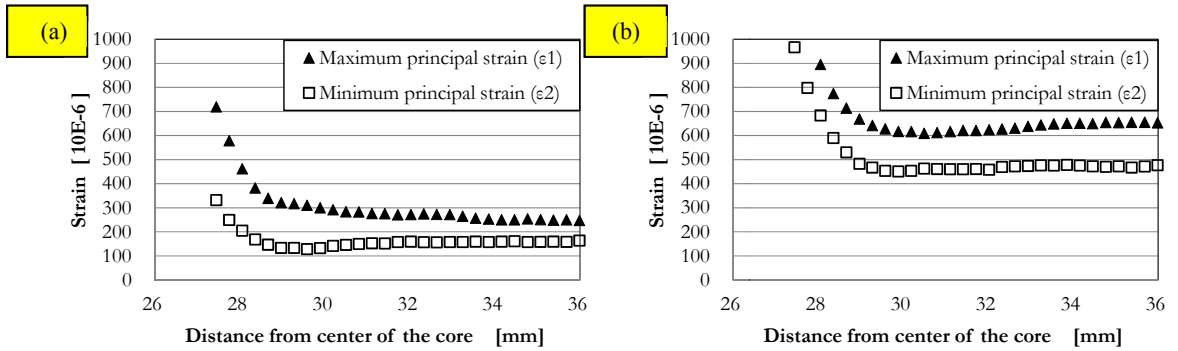 (a)
1000
900
800
700
600
500
400
300
200
100
0
Strain [10E-6]
Maximum principal strain (ε1)
Minimum principal strain (ε2)
26 28 30 32 34 36
Distance from center of the core [mm]
(b)
1000
900
800
700
600
500
400
300
200
100
0
Strain [10E-6]
Maximum principal strain (ε1)
Minimum principal strain (ε2)
26 28 30 32 34 36
Distance from center of the core [mm]